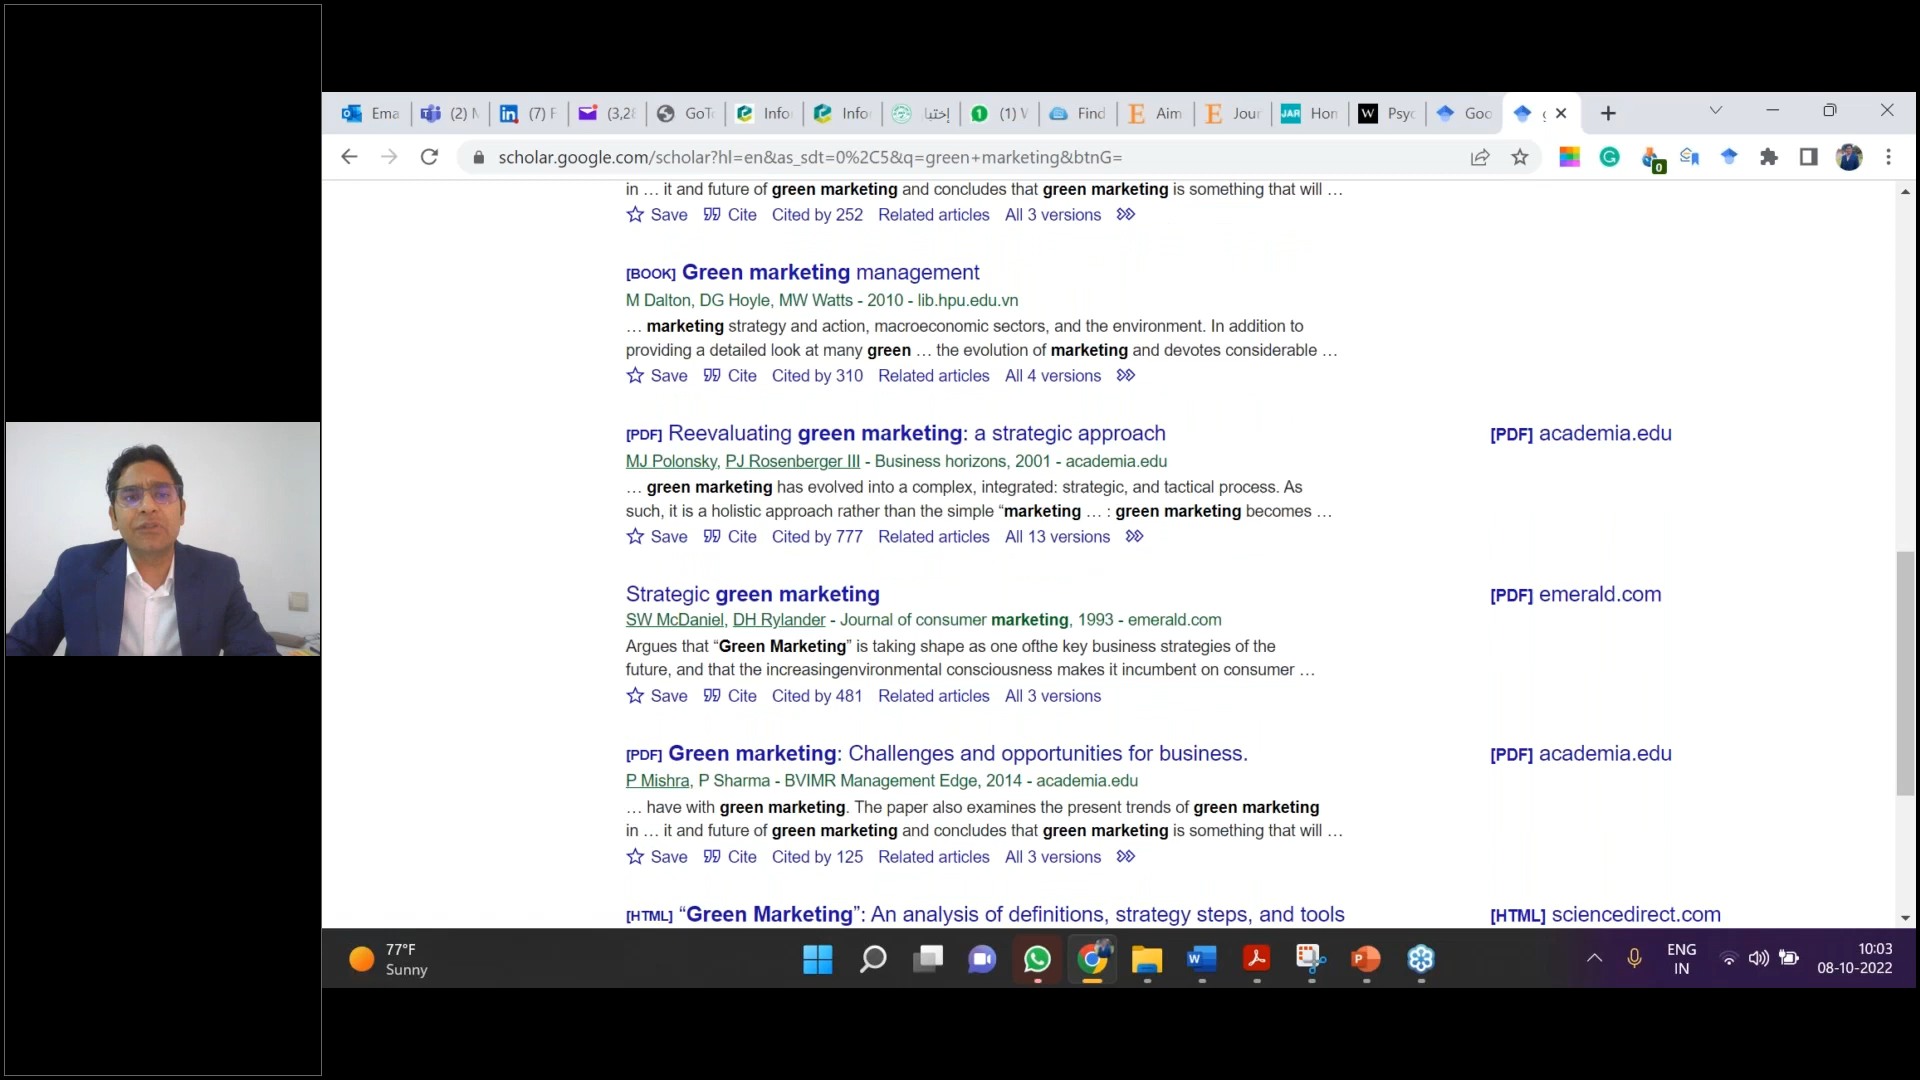 Ema
(2) M
(7) F
(3,28
GoTo
Info
Info
إختبا
(1) W
Find
Aim
Jour
JAR Hon
W Psyc
Goo
g
scholar.google.com/scholar?hl=en&as_sdt=0%2C5&q=green+marketing&btnG=
0
in … it and future of green marketing and concludes that green marketing is something that will …
Save Cite Cited by 252 Related articles All 3 versions
[BOOK] Green marketing management
M Dalton, DG Hoyle, MW Watts - 2010 - lib.hpu.edu.vn
… marketing strategy and action, macroeconomic sectors, and the environment. In addition to
providing a detailed look at many green … the evolution of marketing and devotes considerable …
Save Cite Cited by 310 Related articles All 4 versions
[PDF] Reevaluating green marketing: a strategic approach
[PDF] academia.edu
MJ Polonsky, PJ Rosenberger III - Business horizons, 2001 - academia.edu
… green marketing has evolved into a complex, integrated: strategic, and tactical process. As
such, it is a holistic approach rather than the simple “marketing … : green marketing becomes …
Save Cite Cited by 777 Related articles All 13 versions
Strategic green marketing
[PDF] emerald.com
SW McDaniel, DH Rylander - Journal of consumer marketing, 1993 - emerald.com
Argues that “Green Marketing” is taking shape as one ofthe key business strategies of the
future, and that the increasingenvironmental consciousness makes it incumbent on consumer …
Save Cite Cited by 481 Related articles All 3 versions
[PDF] Green marketing: Challenges and opportunities for business.
[PDF] academia.edu
P Mishra, P Sharma - BVIMR Management Edge, 2014 - academia.edu
… have with green marketing. The paper also examines the present trends of green marketing
in … it and future of green marketing and concludes that green marketing is something that will …
Save Cite Cited by 125 Related articles All 3 versions
[HTML] “Green Marketing”: An analysis of definitions, strategy steps, and tools
[HTML] sciencedirect.com
77°F
Sunny
ENG
IN
10:03
08-10-2022